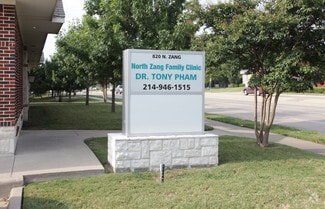 820 N. ZANG
North Zang Family Clinic
DR. TONY PHAM
214-946-1515